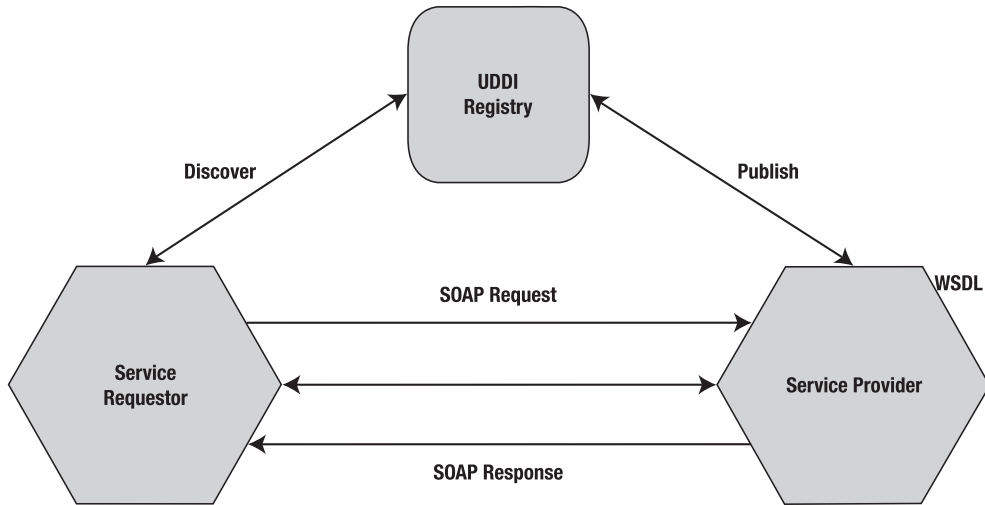 UDDI
Registry
Discover
Publish
WSDL
SOAP Request
Service
Requestor
Service Provider
SOAP Response